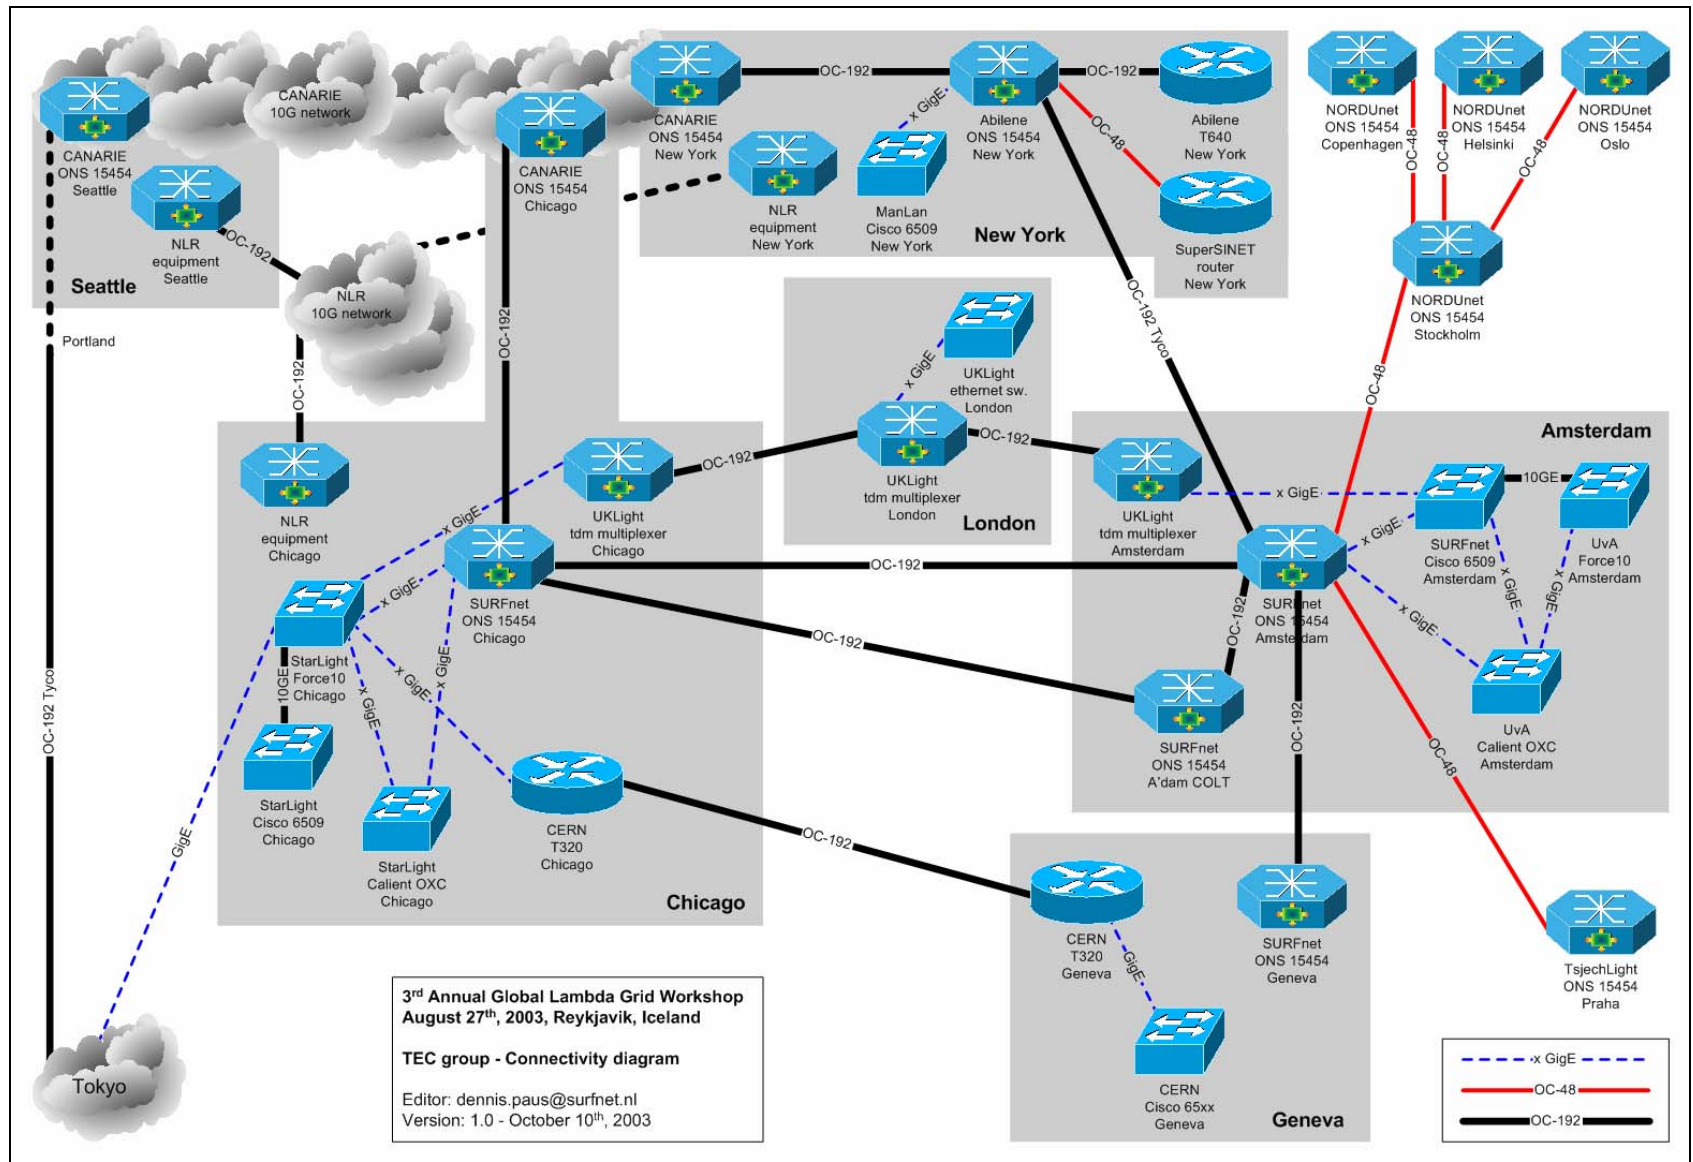 CANARIE
10G network
CANARIE
ONS 15454
Seattle
NLR
equipment
Seattle
Seattle
OC-192
NLR
10G network
Portland
OC-192
OC-192 Tyco
CANARIE
ONS 15454
Chicago
OC-192
CANARIE
ONS 15454
New York
OC-192
Abilene
ONS 15454
New York
OC-192
Abilene
T640
New York
x GigE
OC-48
NLR
equipment
New York
ManLan
Cisco 6509
New York
New York
SuperSINET
router
New York
OC-192 Tyco
NORDUnet
ONS 15454
Copenhagen
NORDUnet
ONS 15454
Helsinki
NORDUnet
ONS 15454
Oslo
OC-48
OC-48
OC-48
NORDUnet
ONS 15454
Stockholm
OC-48
UKLight
ethernet sw.
London
x GigE
UKLight
tdm multiplexer
London
London
OC-192
OC-192
NLR
equipment
Chicago
UKLight
tdm multiplexer
Chicago
x GigE
SURFnet
ONS 15454
Chicago
x GigE
StarLight
Force10
Chicago
10GE
x GigE
x GigE
x GigE
StarLight
Cisco 6509
Chicago
StarLight
Calient OXC
Chicago
CERN
T320
Chicago
Chicago
GigE
Tokyo
OC-192
OC-192
OC-192
Amsterdam
UKLight
tdm multiplexer
Amsterdam
x GigE
SURFnet
Cisco 6509
Amsterdam
10GE
UvA
Force10
Amsterdam
x GigE
x GigE
x GigE
x GigE
SURFnet
ONS 15454
Amsterdam
OC-192
SURFnet
ONS 15454
A'dam COLT
UvA
Calient OXC
Amsterdam
OC-192
OC-48
CERN
T320
Geneva
GigE
SURFnet
ONS 15454
Geneva
CERN
Cisco 65xx
Geneva
Geneva
TsjechLight
ONS 15454
Praha
3rd Annual Global Lambda Grid Workshop
August 27th, 2003, Reykjavik, Iceland
TEC group - Connectivity diagram
Editor: dennis.paus@surfnet.nl
Version: 1.0 - October 10th, 2003
x GigE
OC-48
OC-192